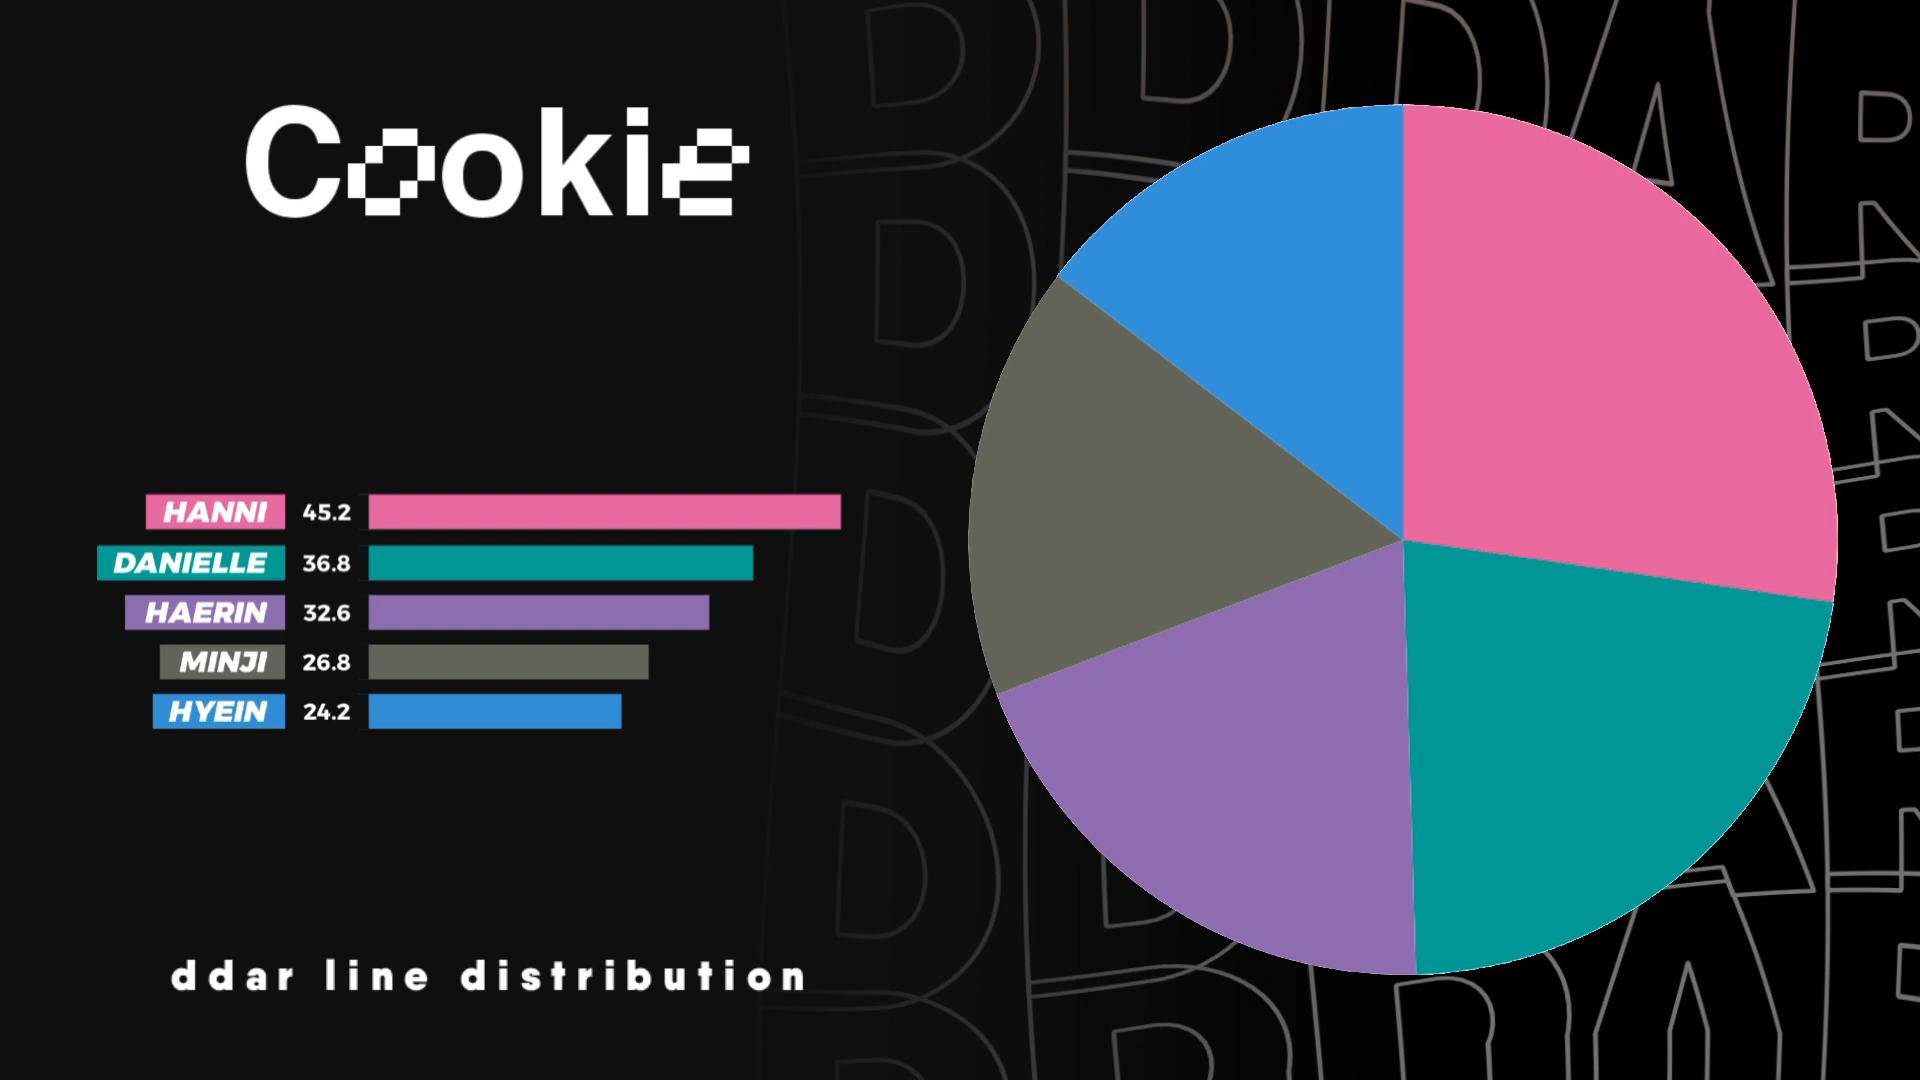 Cookie
HANNI 45.2
DANIELLE 36.8
HAERIN 32.6
MINJI 26.8
HYEIN 24.2
ddar line distribution